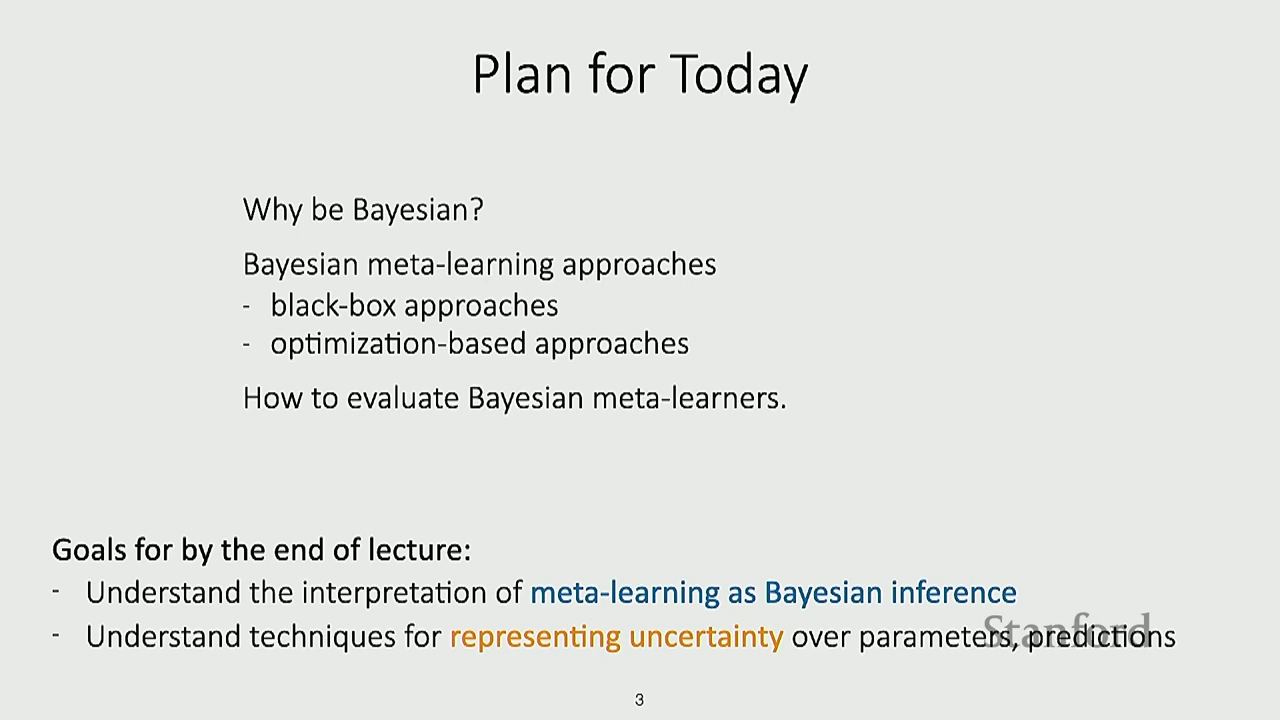 Plan for Today
Why be Bayesian?
Bayesian meta-learning approaches
- black-box approaches
- optimization-based approaches
How to evaluate Bayesian meta-learners.
Goals for by the end of lecture:
- Understand the interpretation of meta-learning as Bayesian inference
- Understand techniques for representing uncertainty over parameters, predictions
Stanford
3